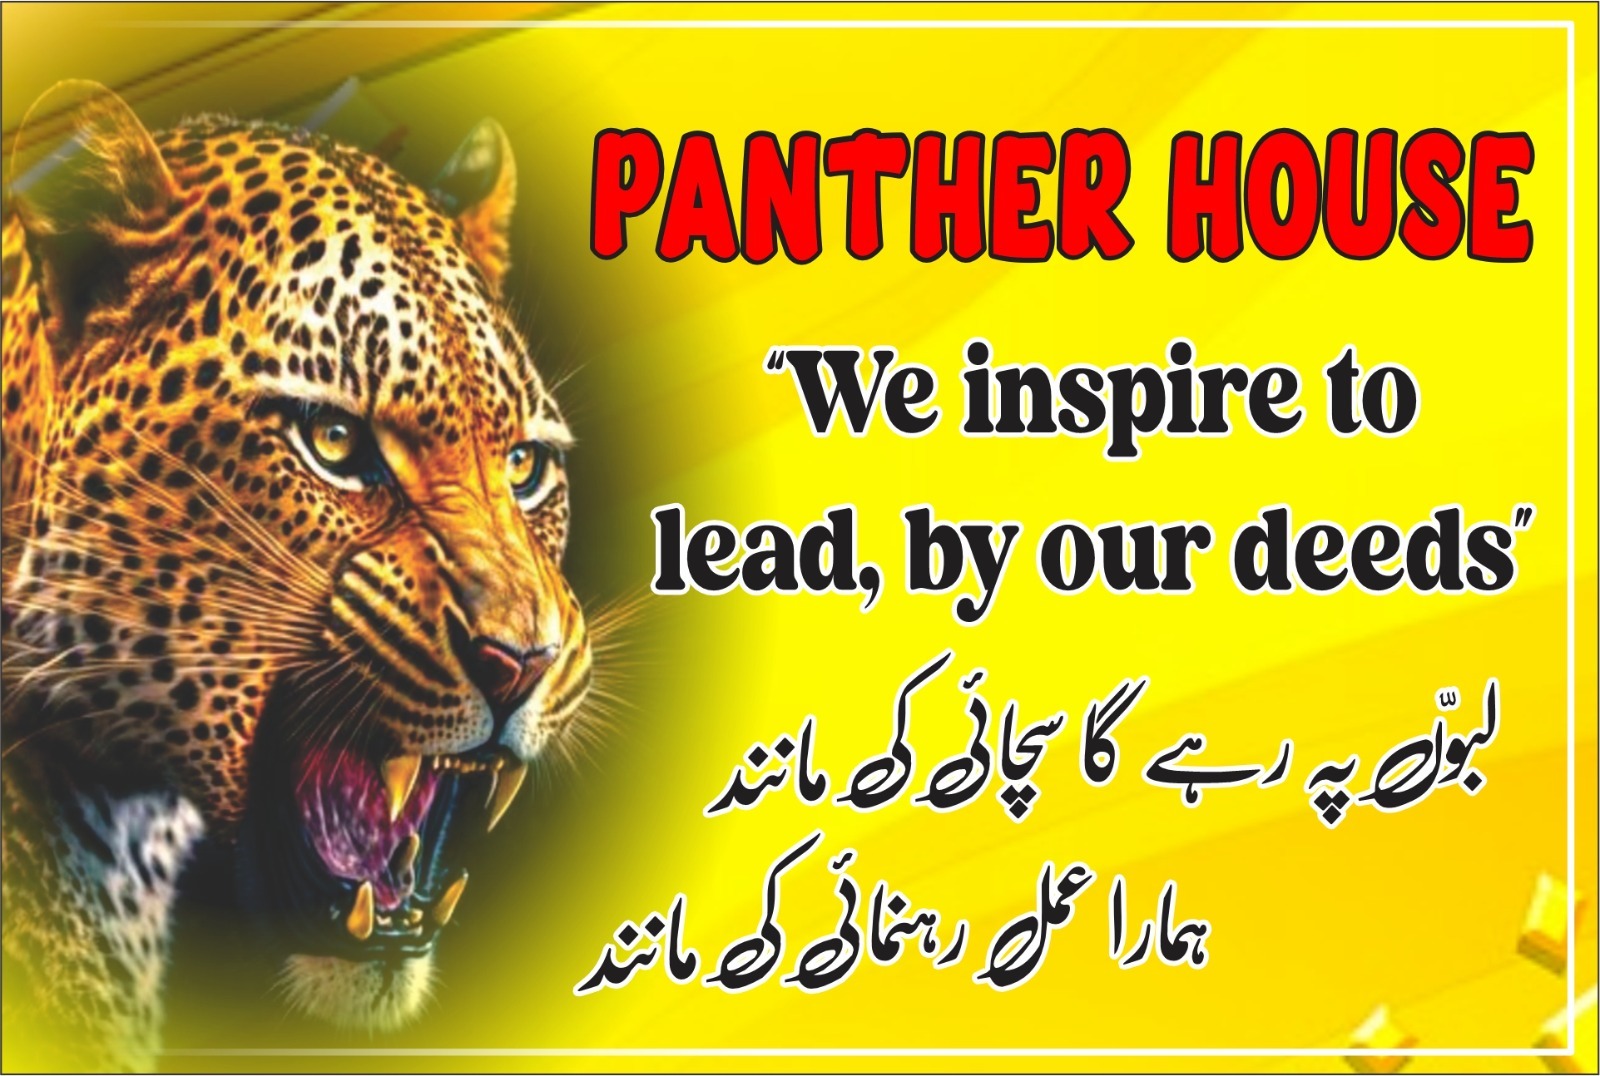 PANTHER HOUSE
“We inspire to
lead, by our deeds”
لبوّں پہ رہے گا سچائی کی مانند
ہمارا عمل رہنمائی کی مانند